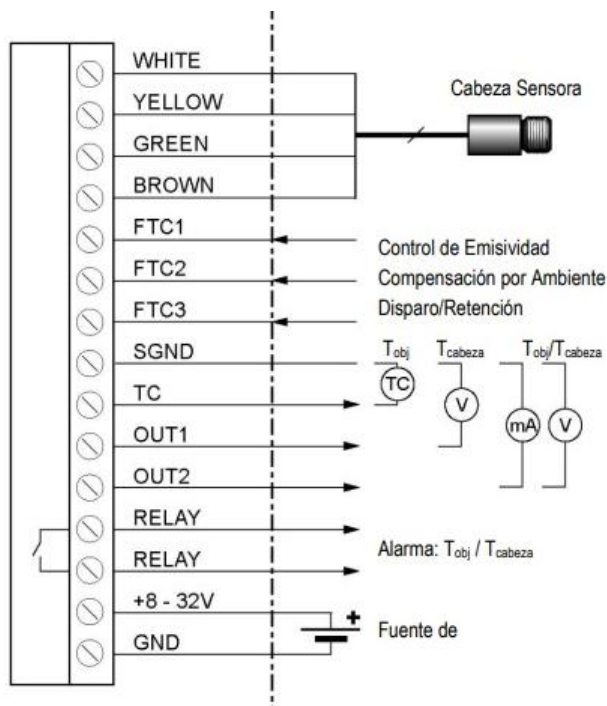 WHITE
YELLOW
GREEN
BROWN
FTC1
FTC2
FTC3
SGND
TC
OUT1
OUT2
RELAY
RELAY
+8 - 32V
GND
Cabeza Sensora
Control de Emisividad
Compensación por Ambiente
Disparo/Retención
Tobj Tcabeza Tobj/Tcabeza
TC
V
mA V
Alarma: Tobj / Tcabeza
+
Fuente de